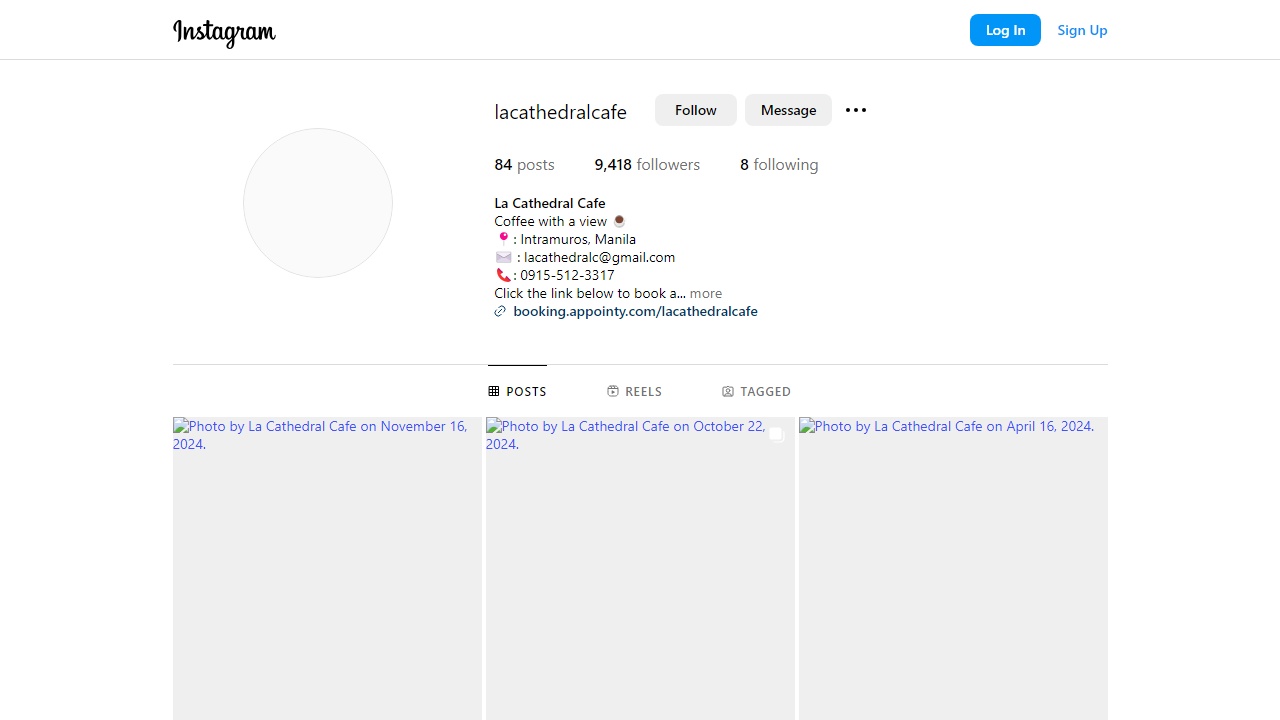 Instagram
Log In
Sign Up
lacathedralcafe
Follow
Message
84 posts
9,418 followers
8 following
La Cathedral Cafe
Coffee with a view ☕
📍: Intramuros, Manila
✉️ : lacathedralc@gmail.com
📞: 0915-512-3317
Click the link below to book a... more
booking.appointy.com/lacathedralcafe
POSTS
REELS
TAGGED
Photo by La Cathedral Cafe on November 16,
2024.
Photo by La Cathedral Cafe on October 22,
2024.
Photo by La Cathedral Cafe on April 16, 2024.